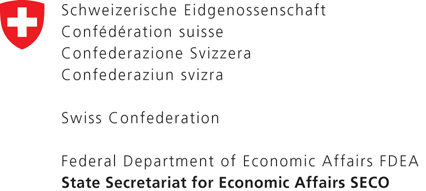 Schweizerische Eidgenossenschaft
Confédération suisse
Confederazione Svizzera
Confederaziun svizra
Swiss Confederation
Federal Department of Economic Affairs FDEA
State Secretariat for Economic Affairs SECO